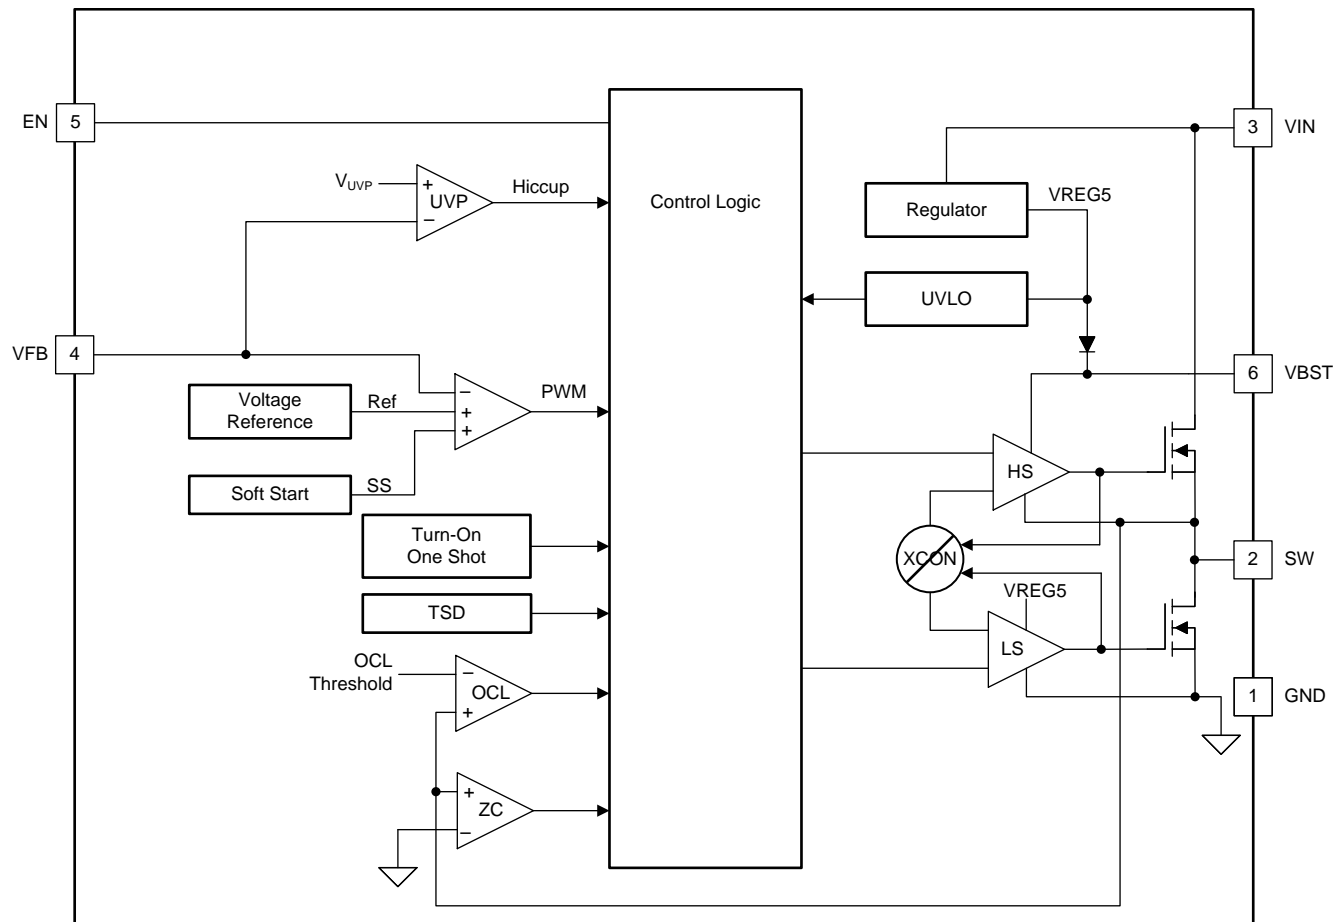 EN 5
3 VIN
V_UVP
+
UVP
−
Hiccup
Control Logic
Regulator
VREG5
UVLO
VFB 4
6 VBST
Voltage
Reference
Ref
−
+
+
PWM
Soft Start
SS
HS
Turn-On
One Shot
XCON
2 SW
TSD
VREG5
LS
OCL
Threshold
−
OCL
+
1 GND
+
ZC
−